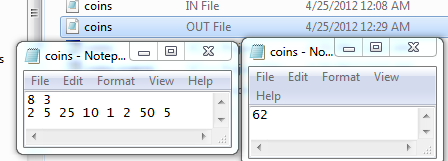 coins IN File 4/25/2012 12:08 AM
coins OUT File 4/25/2012 12:29 AM
coins - Notep...
File Edit Format View Help
8 3
2 5 25 10 1 2 50 5
coins - No...
File Edit Format View
Help
62